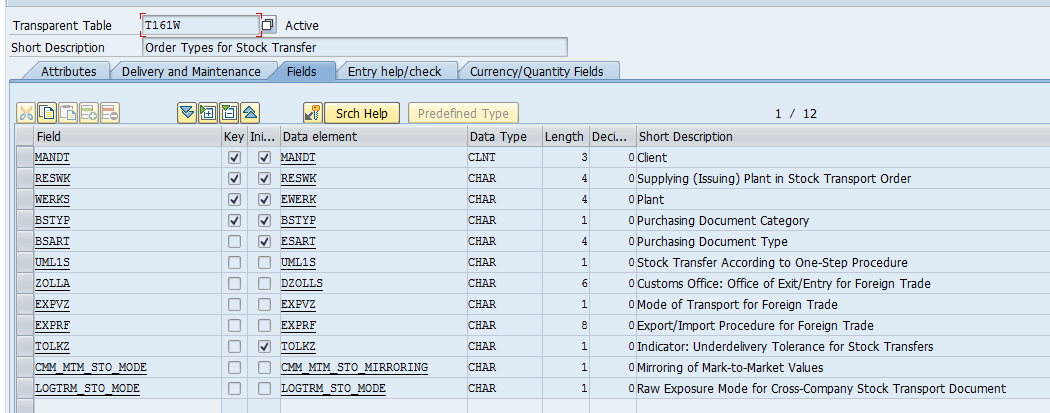 Transparent Table T161W Active
Short Description Order Types for Stock Transfer
Attributes Delivery and Maintenance Fields Entry help/check Currency/Quantity Fields
Srch Help Predefined Type 1 / 12
Field Key Ini... Data element Data Type Length Deci... Short Description
MANDT MANDT CLNT 3 0 Client
RESWK RESWK CHAR 4 0 Supplying (Issuing) Plant in Stock Transport Order
WERKS EWERK CHAR 4 0 Plant
BSTYP BSTYP CHAR 1 0 Purchasing Document Category
BSART ESART CHAR 4 0 Purchasing Document Type
UML1S UML1S CHAR 1 0 Stock Transfer According to One-Step Procedure
ZOLLA DZOLLS CHAR 6 0 Customs Office: Office of Exit/Entry for Foreign Trade
EXPVZ EXPVZ CHAR 1 0 Mode of Transport for Foreign Trade
EXPRF EXPRF CHAR 8 0 Export/Import Procedure for Foreign Trade
TOLKZ TOLKZ CHAR 1 0 Indicator: Underdelivery Tolerance for Stock Transfers
CMM_MTM_STO_MODE CMM_MTM_STO_MIRRORING CHAR 1 0 Mirroring of Mark-to-Market Values
LOGTRM_STO_MODE LOGTRM_STO_MODE CHAR 1 0 Raw Exposure Mode for Cross-Company Stock Transport Document